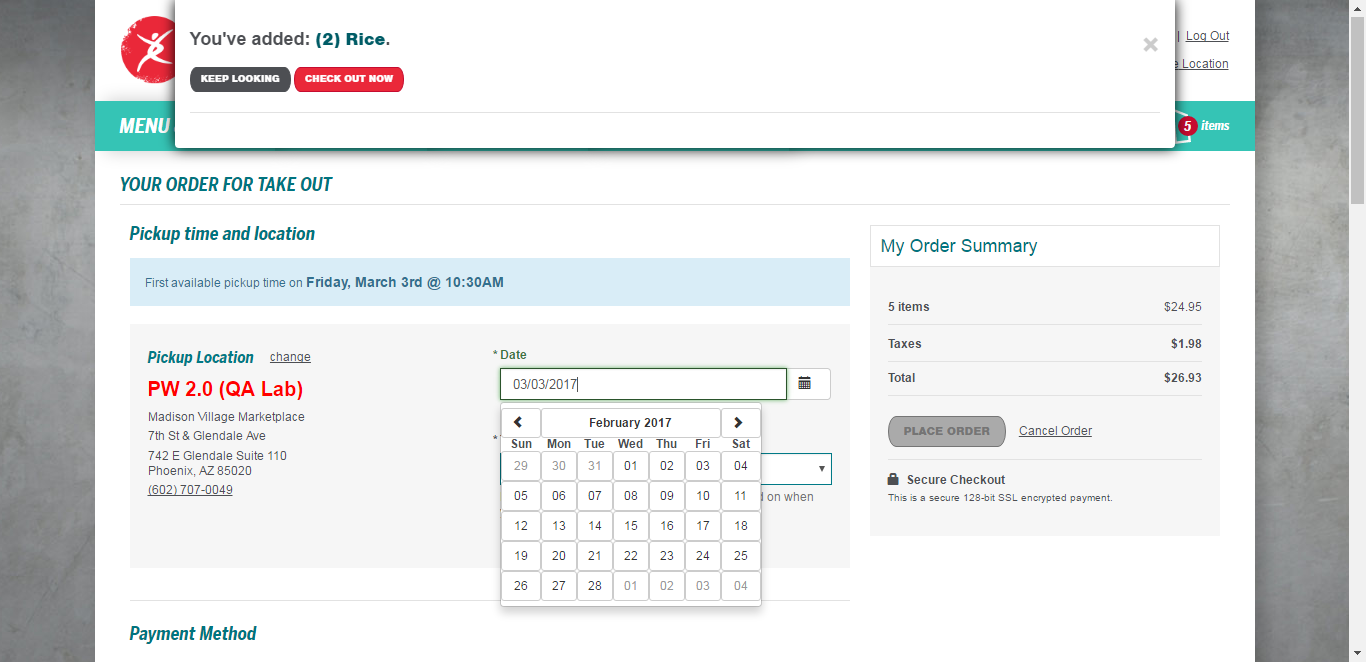 You've added: (2) Rice.
KEEP LOOKING CHECK OUT NOW
| Log Out
Location
MENU
5 items
YOUR ORDER FOR TAKE OUT
Pickup time and location
First available pickup time on Friday, March 3rd @ 10:30AM
Pickup Location change
PW 2.0 (QA Lab)
Madison Village Marketplace
7th St & Glendale Ave
742 E Glendale Suite 110
Phoenix, AZ 85020
(602) 707-0049
* Date
03/03/2017
*
February 2017
Sun Mon Tue Wed Thu Fri Sat
29 30 31 01 02 03 04
05 06 07 08 09 10 11
12 13 14 15 16 17 18
19 20 21 22 23 24 25
26 27 28 01 02 03 04
on when
My Order Summary
5 items $24.95
Taxes $1.98
Total $26.93
PLACE ORDER Cancel Order
Secure Checkout
This is a secure 128-bit SSL encrypted payment.
Payment Method